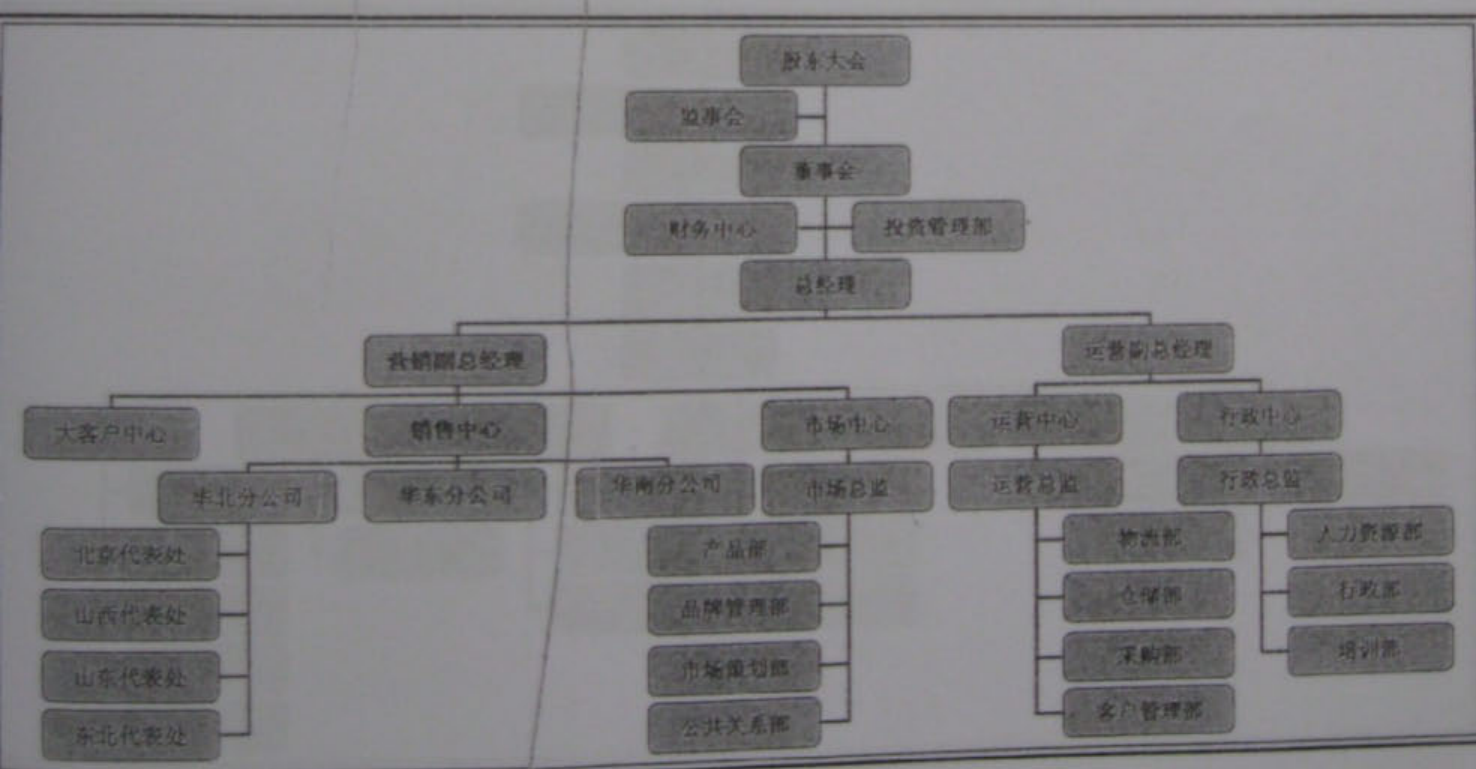 股东大会
监事会
董事会
财务中心
投资管理部
总经理
营销副总经理
运营副总经理
大客户中心
销售中心
市场中心
运营中心
行政中心
华北分公司
华东分公司
华南分公司
市场总监
运营总监
行政总监
北京代表处
山西代表处
山东代表处
东北代表处
产品部
品牌管理部
市场策划部
公共关系部
物流部
仓储部
采购部
客户管理部
人力资源部
行政部
培训部